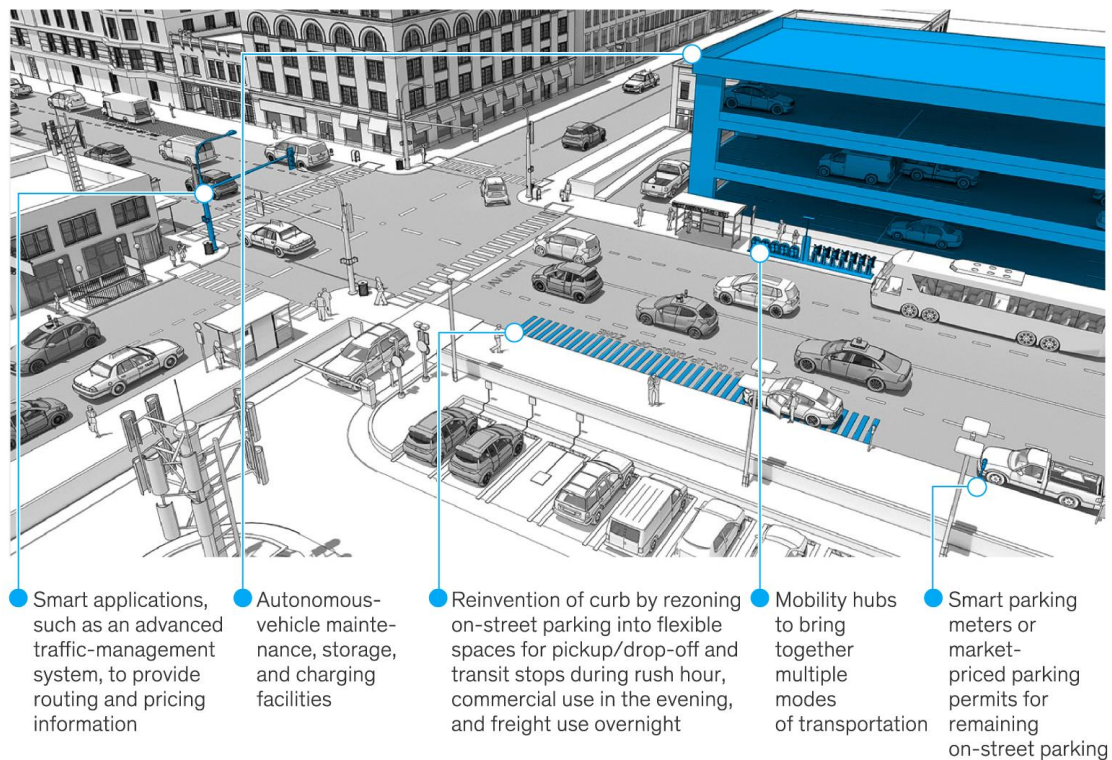 Smart applications,
such as an advanced
traffic-management
system, to provide
routing and pricing
information
Autonomous-
vehicle mainte-
nance, storage,
and charging
facilities
Reinvention of curb by rezoning
on-street parking into flexible
spaces for pickup/drop-off and
transit stops during rush hour,
commercial use in the evening,
and freight use overnight
Mobility hubs
to bring
together
multiple
modes
of transportation
Smart parking
meters or
market-
priced parking
permits for
remaining
on-street parking